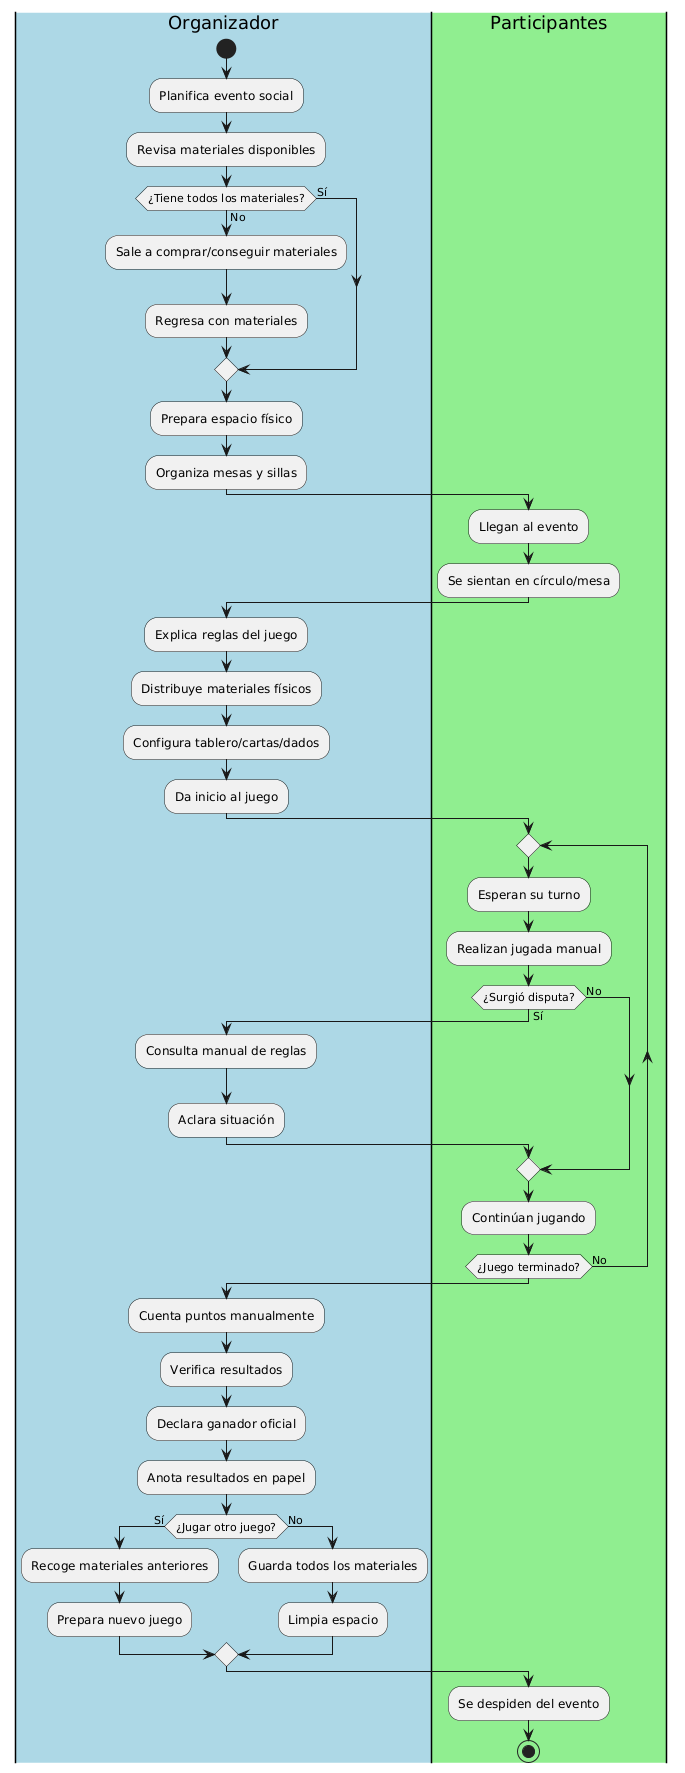 Organizador
Participantes
Planifica evento social
Revisa materiales disponibles
¿Tiene todos los materiales?
Sí
No
Sale a comprar/conseguir materiales
Regresa con materiales
Prepara espacio físico
Organiza mesas y sillas
Llegan al evento
Se sientan en círculo/mesa
Explica reglas del juego
Distribuye materiales físicos
Configura tablero/cartas/dados
Da inicio al juego
Esperan su turno
Realizan jugada manual
¿Surgió disputa?
No
Sí
Consulta manual de reglas
Aclara situación
Continúan jugando
¿Juego terminado?
No
Cuenta puntos manualmente
Verifica resultados
Declara ganador oficial
Anota resultados en papel
Sí
¿Jugar otro juego?
No
Recoge materiales anteriores
Guarda todos los materiales
Prepara nuevo juego
Limpia espacio
Se despiden del evento